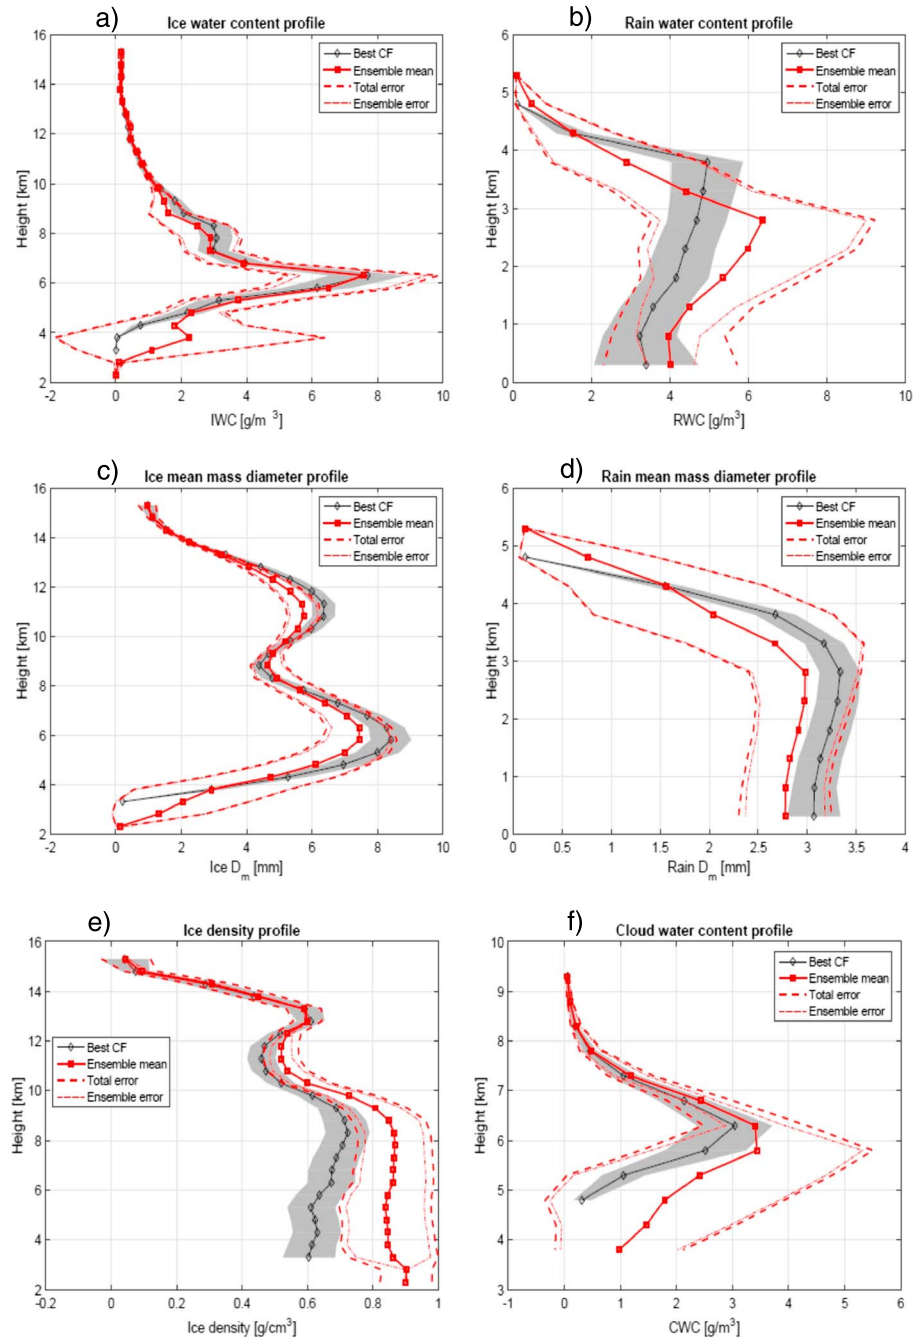 a)
Ice water content profile
16
14
12
10
8
6
4
2
Height [km]
-2 0 2 4 6 8 10
IWC [g/m ³]
Best CF
Ensemble mean
Total error
Ensemble error
b)
Rain water content profile
6
5
4
3
2
1
0
Height [km]
0 2 4 6 8 10
RWC [g/m³]
Best CF
Ensemble mean
Total error
Ensemble error
c)
Ice mean mass diameter profile
16
14
12
10
8
6
4
2
Height [km]
0 2 4 6 8 10
-2
Ice Dm [mm]
Best CF
Ensemble mean
Total error
Ensemble error
d)
Rain mean mass diameter profile
6
5
4
3
2
1
0
Height [km]
0 0.5 1 1.5 2 2.5 3 3.5 4
Rain Dm [mm]
Best CF
Ensemble mean
Total error
Ensemble error
e)
Ice density profile
16
14
12
10
8
6
4
2
Height [km]
-0.2 0 0.2 0.4 0.6 0.8 1
Ice density [g/cm³]
Best CF
Ensemble mean
Total error
Ensemble error
f)
Cloud water content profile
10
9
8
7
6
5
4
3
Height [km]
-1 0 1 2 3 4 5 6
CWC [g/m³]
Best CF
Ensemble mean
Total error
Ensemble error